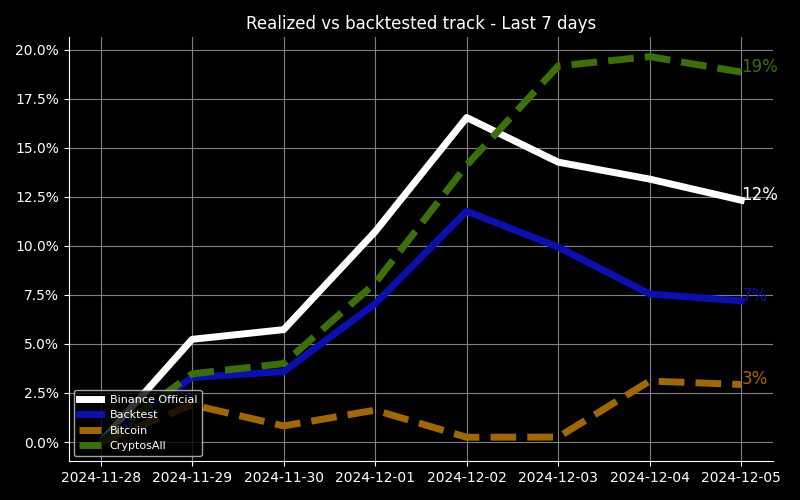 Realized vs backtested track - Last 7 days
20.0%
17.5%
15.0%
12.5%
10.0%
7.5%
5.0%
2.5%
0.0%
19%
12%
7%
3%
Binance Official
Backtest
Bitcoin
CryptosAll
2024-11-28 2024-11-29 2024-11-30 2024-12-01 2024-12-02 2024-12-03 2024-12-04 2024-12-05